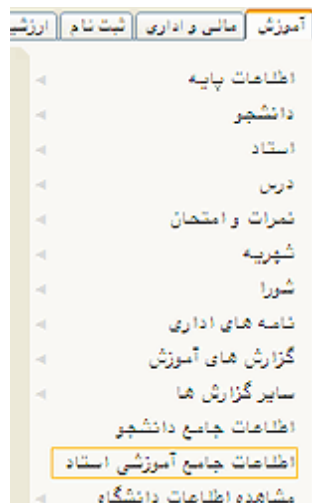 آموزش مالی و اداری ثبت نام
اطلاعات پایه
دانشجو
استاد
درس
نمرات و امتحان
شهریه
شورا
نامه های اداری
گزارش های آموزش
سایر گزارش ها
اطلاعات جامع دانشجو
اطلاعات جامع آموزشی استاد
مشاهده اطلاعات دانشگاه